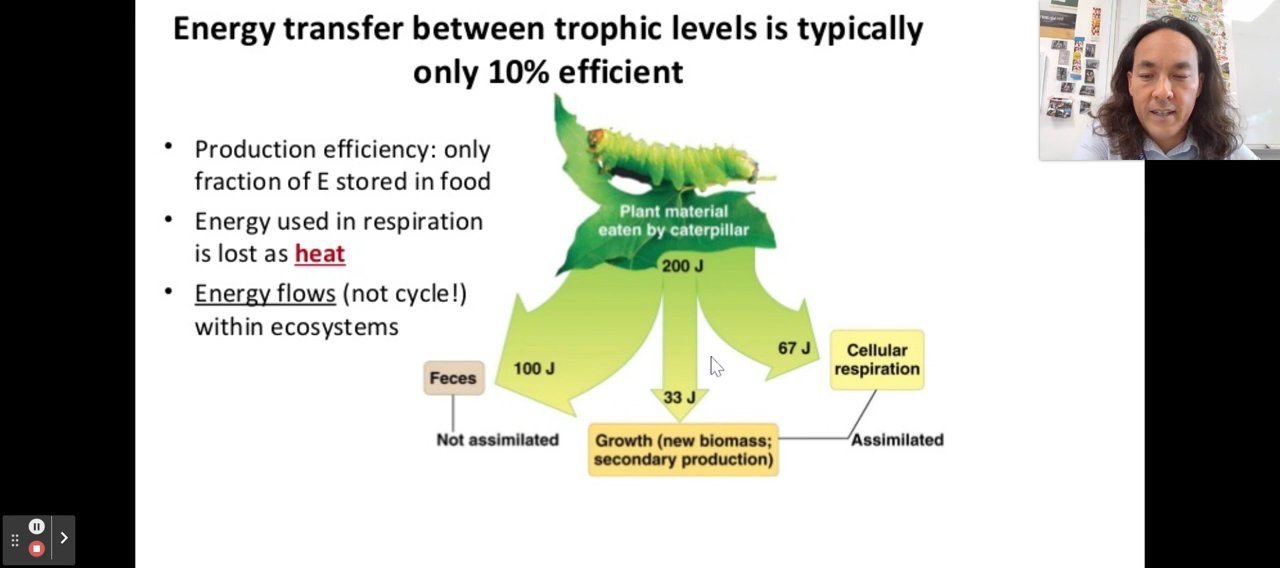 Energy transfer between trophic levels is typically
only 10% efficient
• Production efficiency: only
fraction of E stored in food
• Energy used in respiration
is lost as heat
• Energy flows (not cycle!)
within ecosystems
Plant material
eaten by caterpillar
200 J
100 J
33 J
67 J
Feces
Not assimilated
Growth (new biomass;
secondary production)
Cellular
respiration
Assimilated